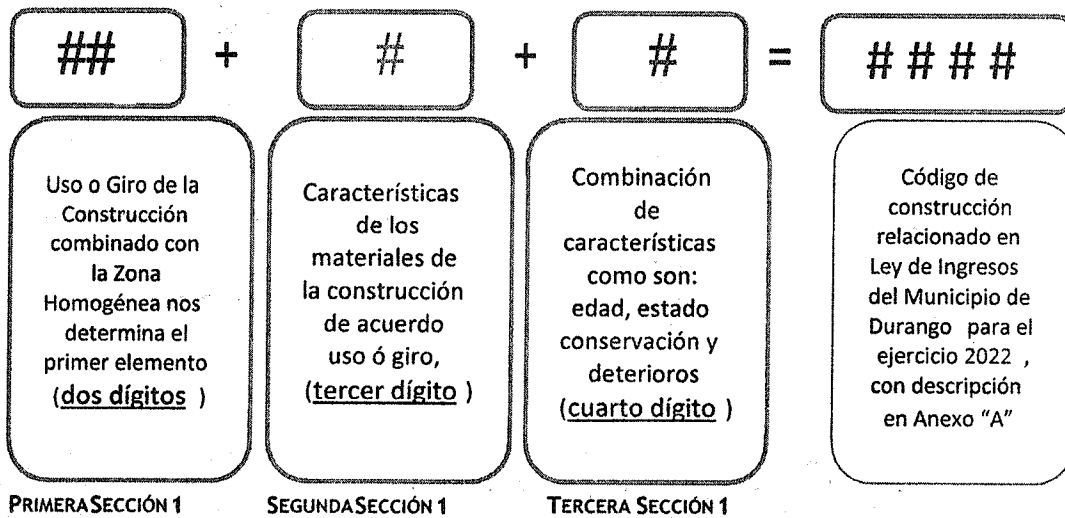 ## + # + # = # # # #
Uso o Giro de la
Construcción
combinado con
la Zona
Homogénea nos
determina el
primer elemento
(dos dígitos )
Características
de los
materiales de
la construcción
de acuerdo
uso ó giro,
(tercer dígito )
Combinación
de
características
como son:
edad, estado
conservación y
deterioros
(cuarto dígito )
Código de
construcción
relacionado en
Ley de Ingresos
del Municipio de
Durango para el
ejercicio 2022 ,
con descripción
en Anexo “A”
PRIMERA SECCIÓN 1
SEGUNDA SECCIÓN 1
TERCERA SECCIÓN 1